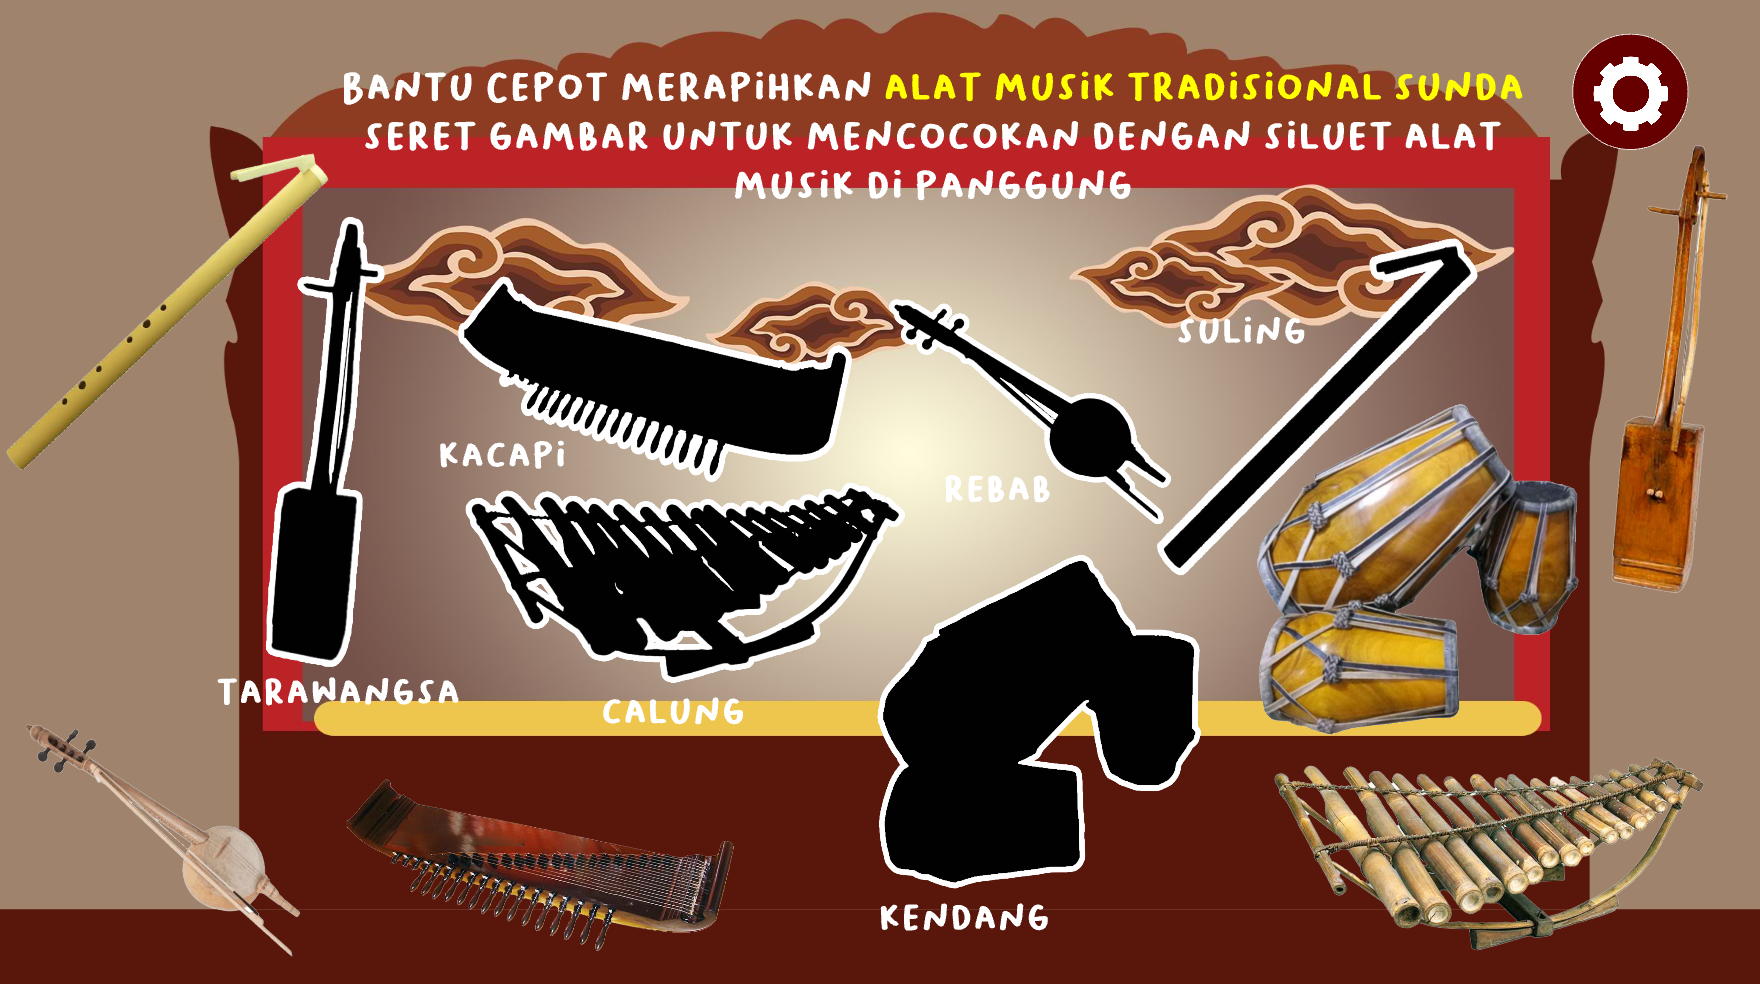 BANTU CEPOT MERAPiHKAN ALAT MUSiK TRADiSiONAL SUNDA
SERET GAMBAR UNTUK MENCOCOKAN DENGAN SiLUET ALAT
MUSiK Di PANGGUNG
SULiNG
KACAPi
REBAB
TARAWANGSA
CALUNG
KENDANG